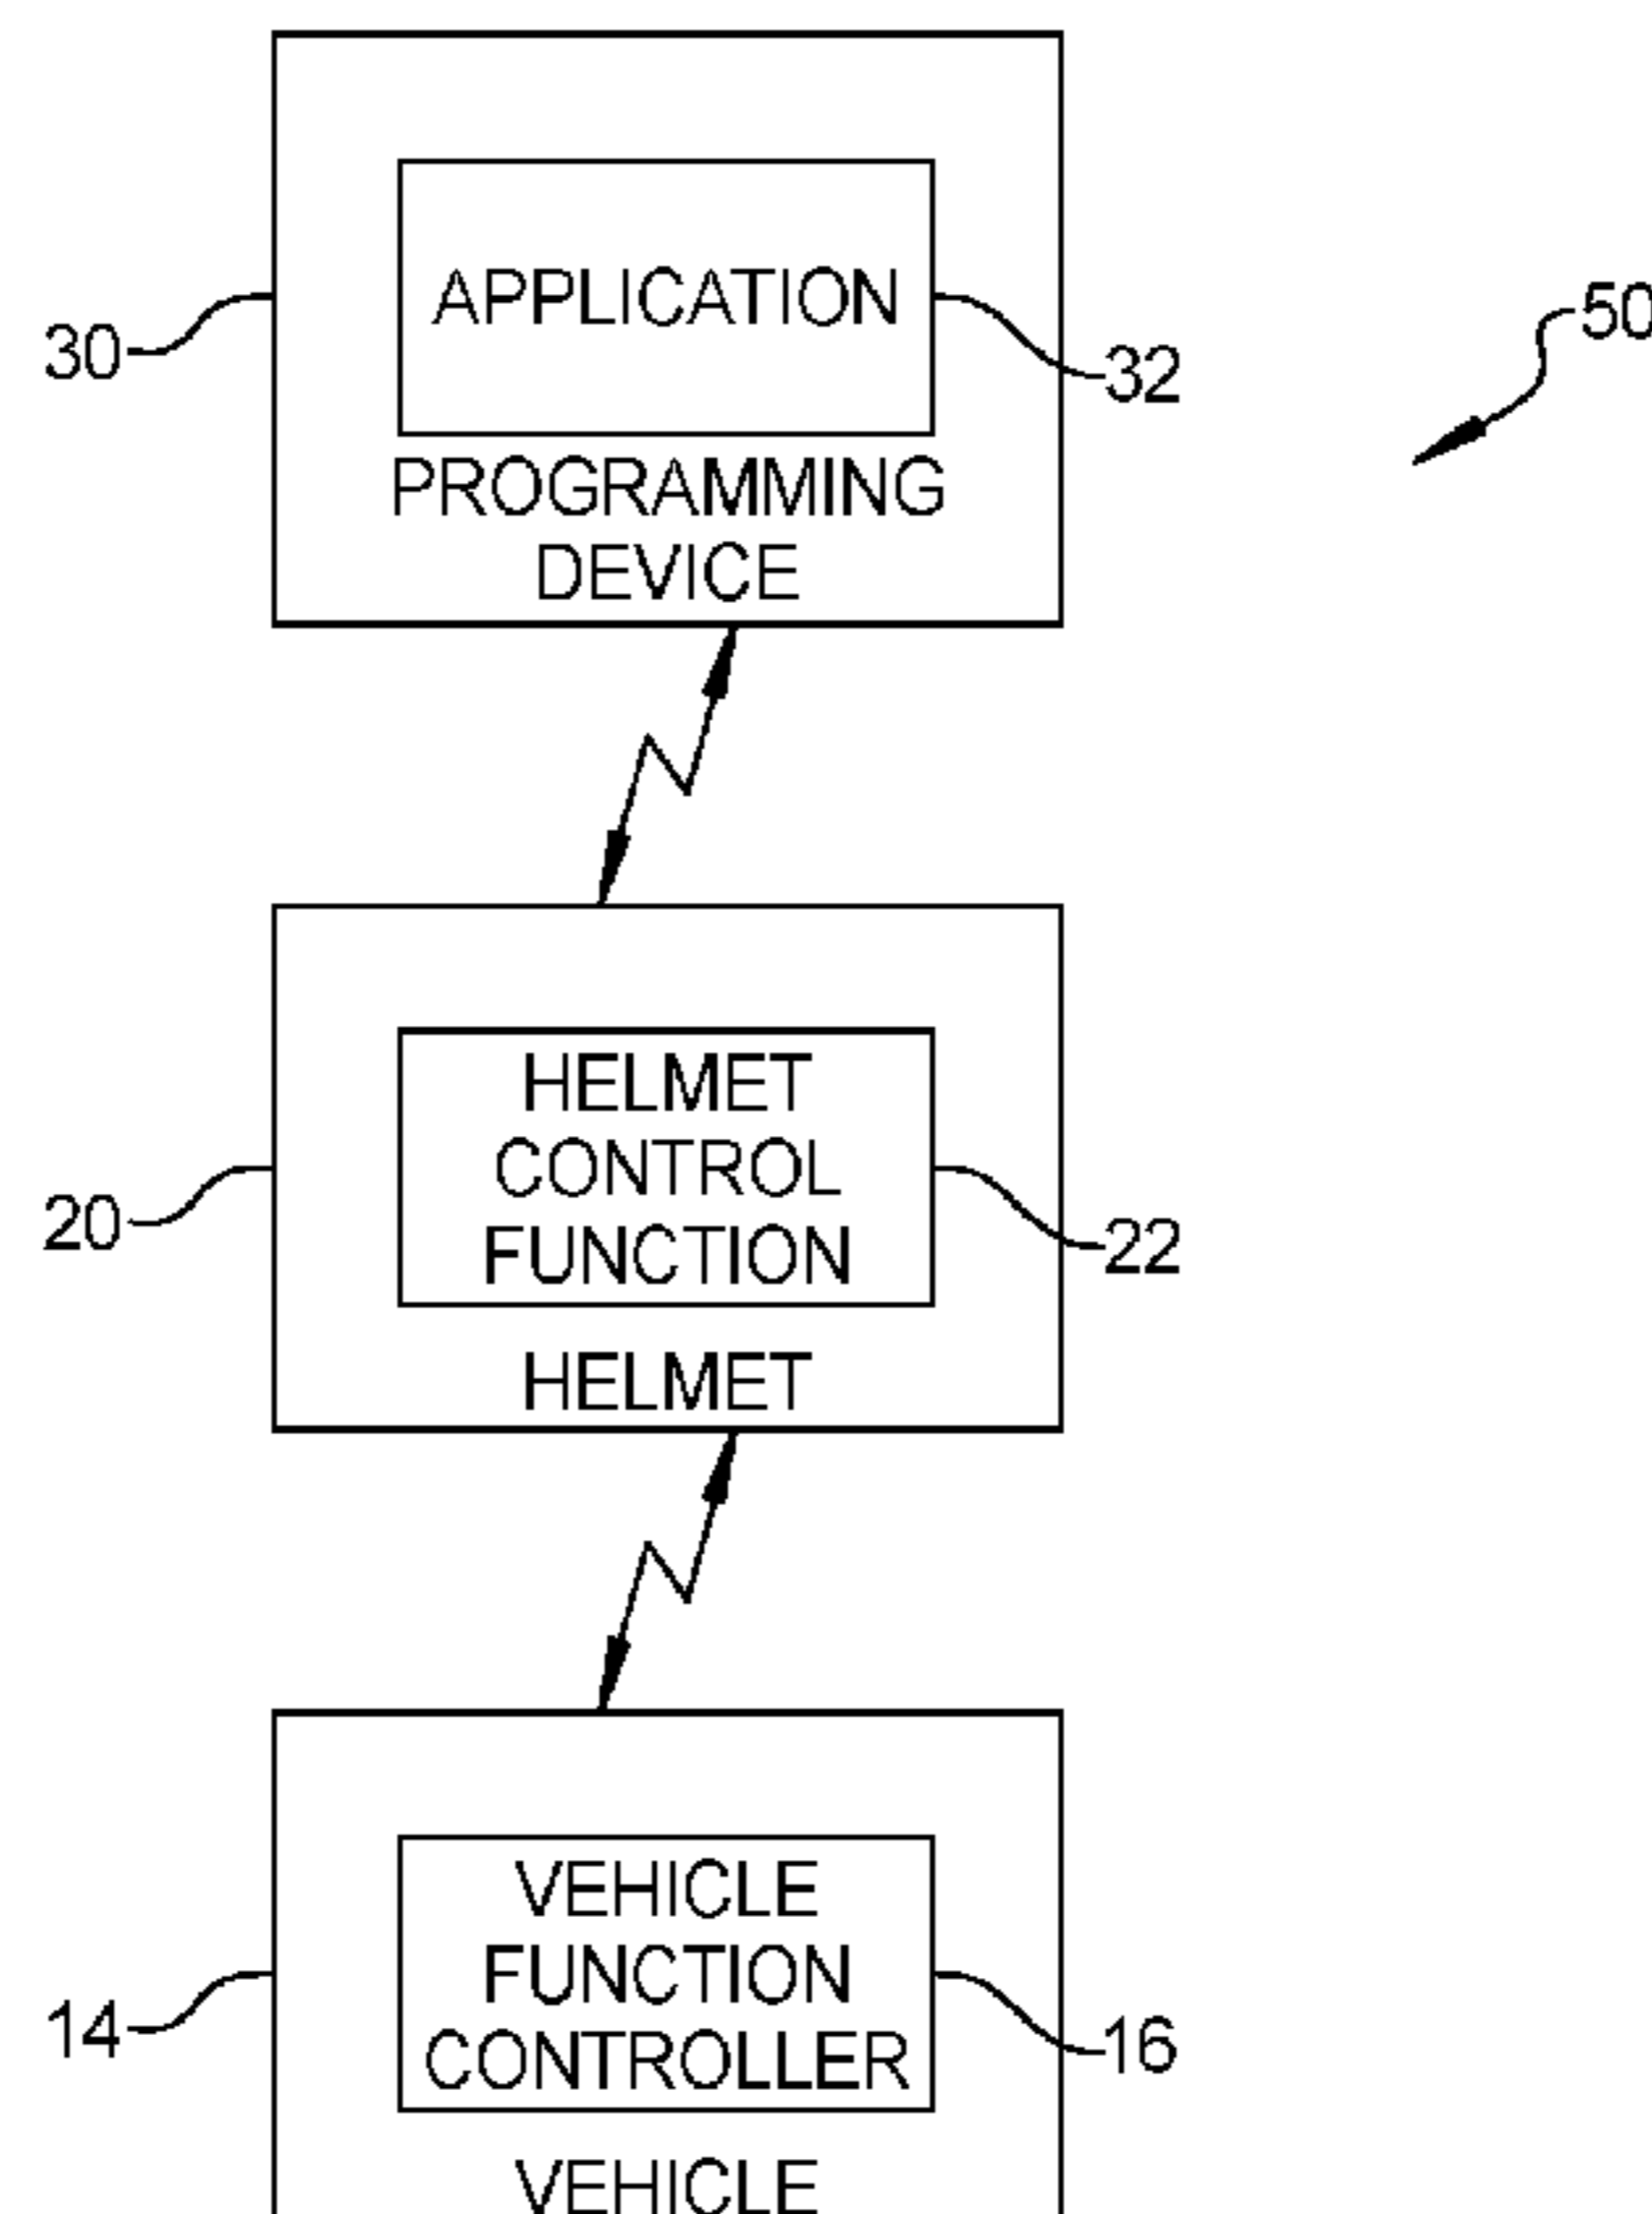 APPLICATION
30
32
50
PROGRAMMING
DEVICE
HELMET
CONTROL
FUNCTION
20
22
HELMET
VEHICLE
FUNCTION
CONTROLLER
14
16
VEHICLE